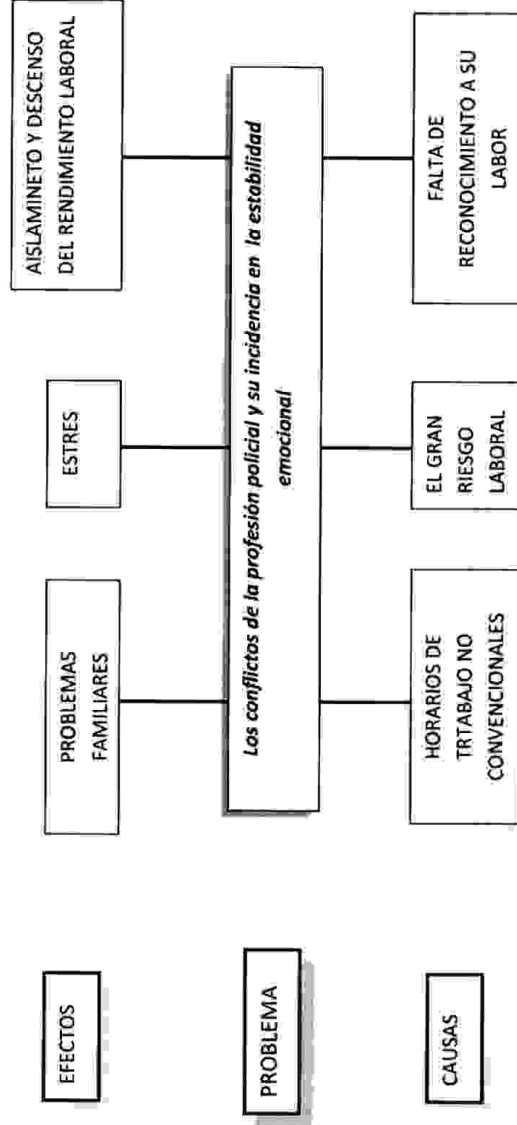 EFECTOS
PROBLEMAS
FAMILIARES
ESTRES
AISLAMINETO Y DESCENSO
DEL RENDIMIENTO LABORAL
PROBLEMA
Los conflictos de la profesión policial y su incidencia en la estabilidad
emocional
CAUSAS
HORARIOS DE
TRTABAJO NO
CONVENCIONALES
EL GRAN
RIESGO
LABORAL
FALTA DE
RECONOCIMIENTO A SU
LABOR